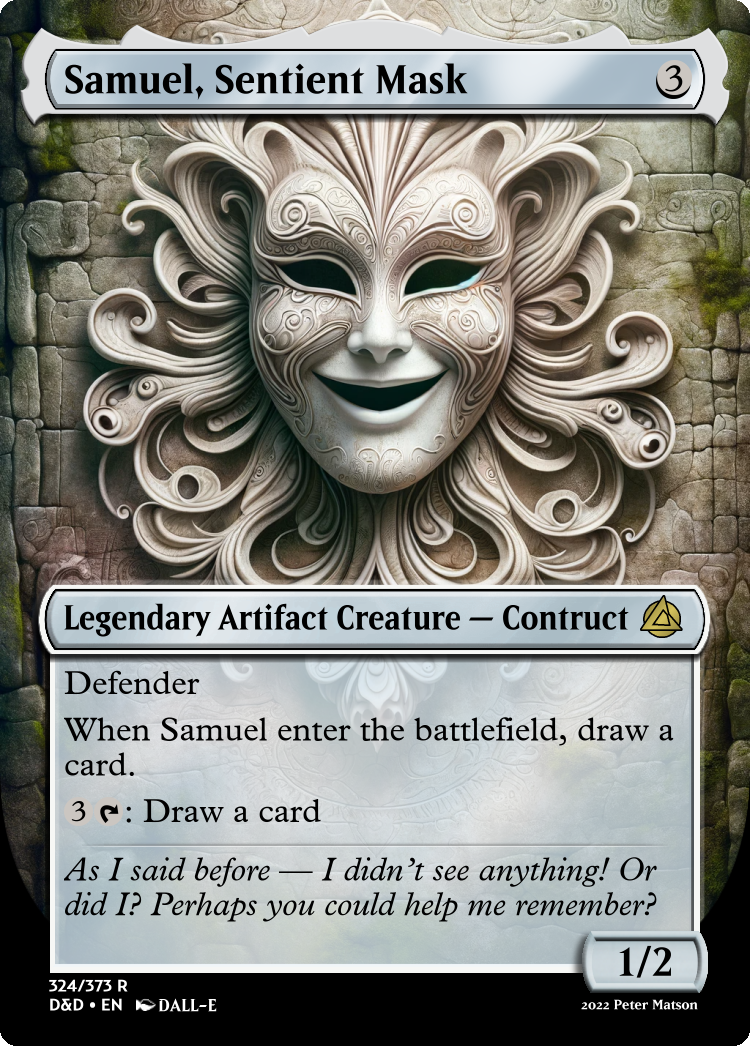 Samuel, Sentient Mask 3
Legendary Artifact Creature — Contruct
Defender
When Samuel enter the battlefield, draw a
card.
3 : Draw a card
As I said before — I didn't see anything! Or
did I? Perhaps you could help me remember?
1/2
324/373 R
D&D • EN DALL-E
2022 Peter Matson